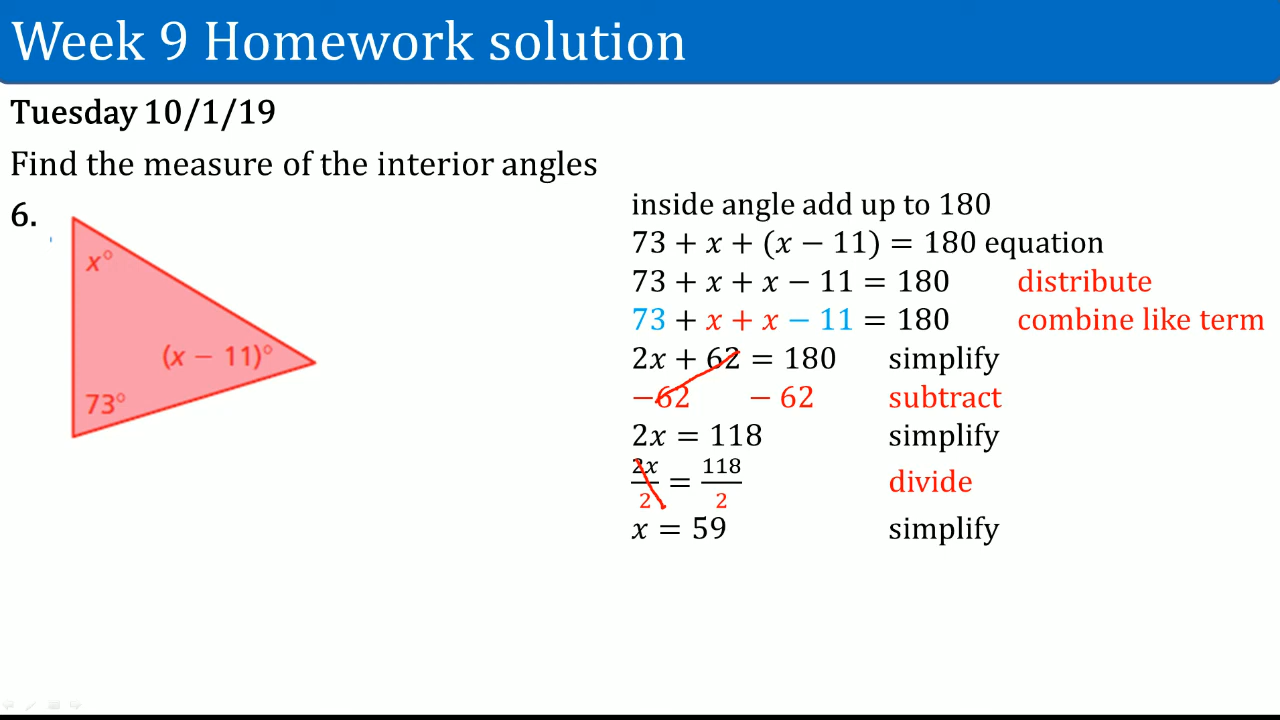 Week 9 Homework solution
Tuesday 10/1/19
Find the measure of the interior angles
6.
x°
(x − 11)°
73°
inside angle add up to 180
73 + x + (x − 11) = 180 equation
73 + x + x − 11 = 180 distribute
73 + x + x − 11 = 180 combine like term
2x + 62 = 180 simplify
−62 − 62 subtract
2x = 118 simplify
2x/2 = 118/2 divide
x = 59 simplify